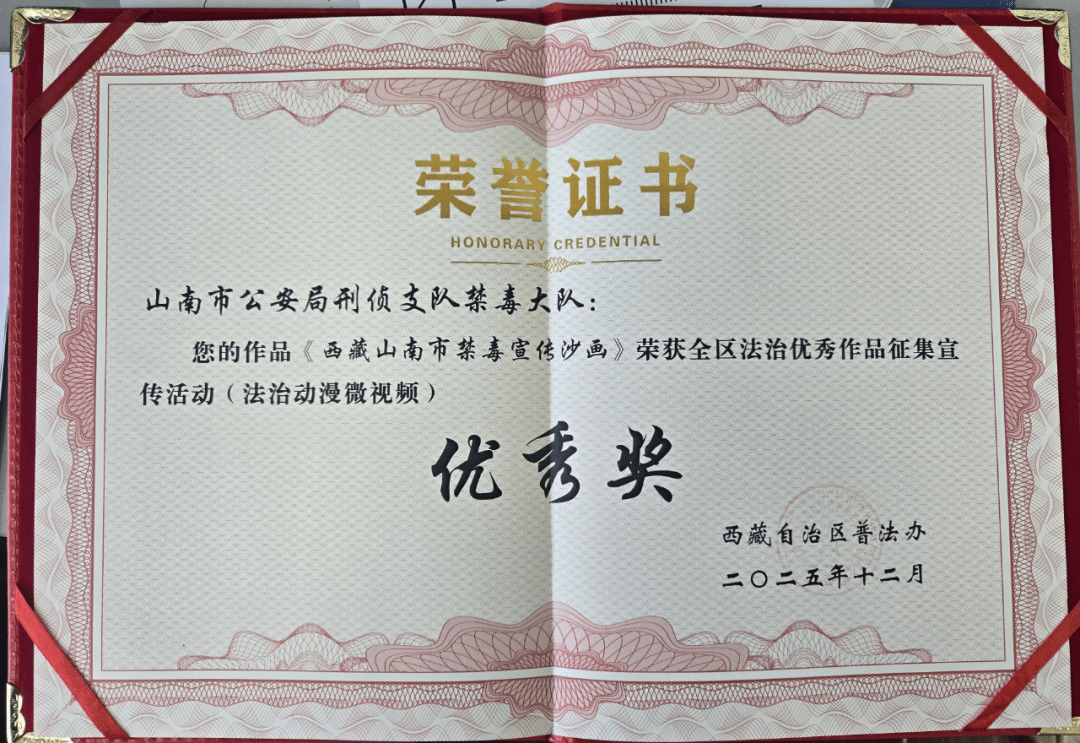 荣誉证书
HONORARY CREDENTIAL
山南市公安局刑侦支队禁毒大队：
您的作品《西藏山南市禁毒宣传沙画》荣获全区法治优秀作品征集宣
传活动（法治动漫微视频）
优秀奖
西藏自治区普法办
二〇二五年十二月